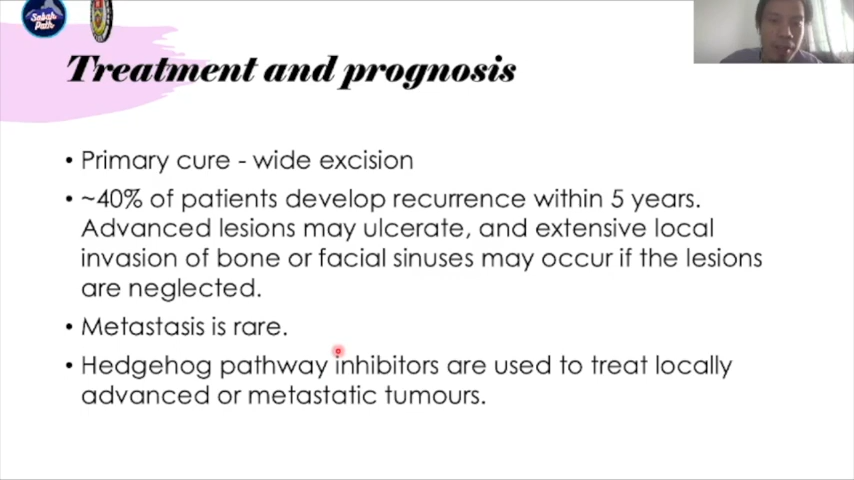 Sabah
Path
Treatment and prognosis
• Primary cure - wide excision
• ~40% of patients develop recurrence within 5 years.
Advanced lesions may ulcerate, and extensive local
invasion of bone or facial sinuses may occur if the lesions
are neglected.
• Metastasis is rare.
• Hedgehog pathway inhibitors are used to treat locally
advanced or metastatic tumours.